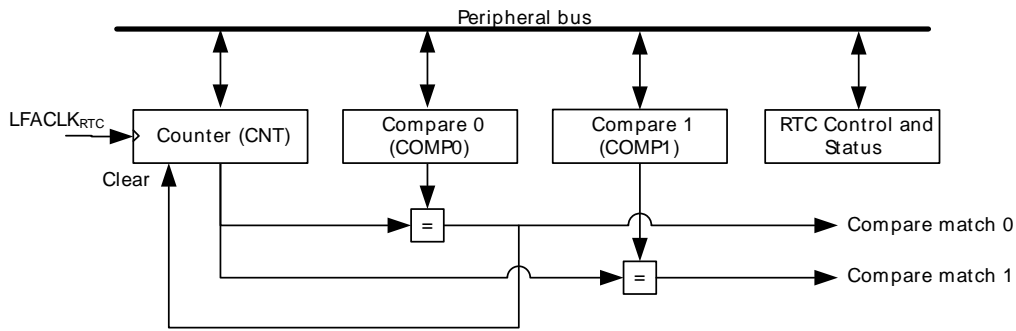 Peripheral bus
LFACLKRTC
Counter (CNT)
Compare 0
(COMP0)
Compare 1
(COMP1)
RTC Control and
Status
Clear
=
Compare match 0
=
Compare match 1